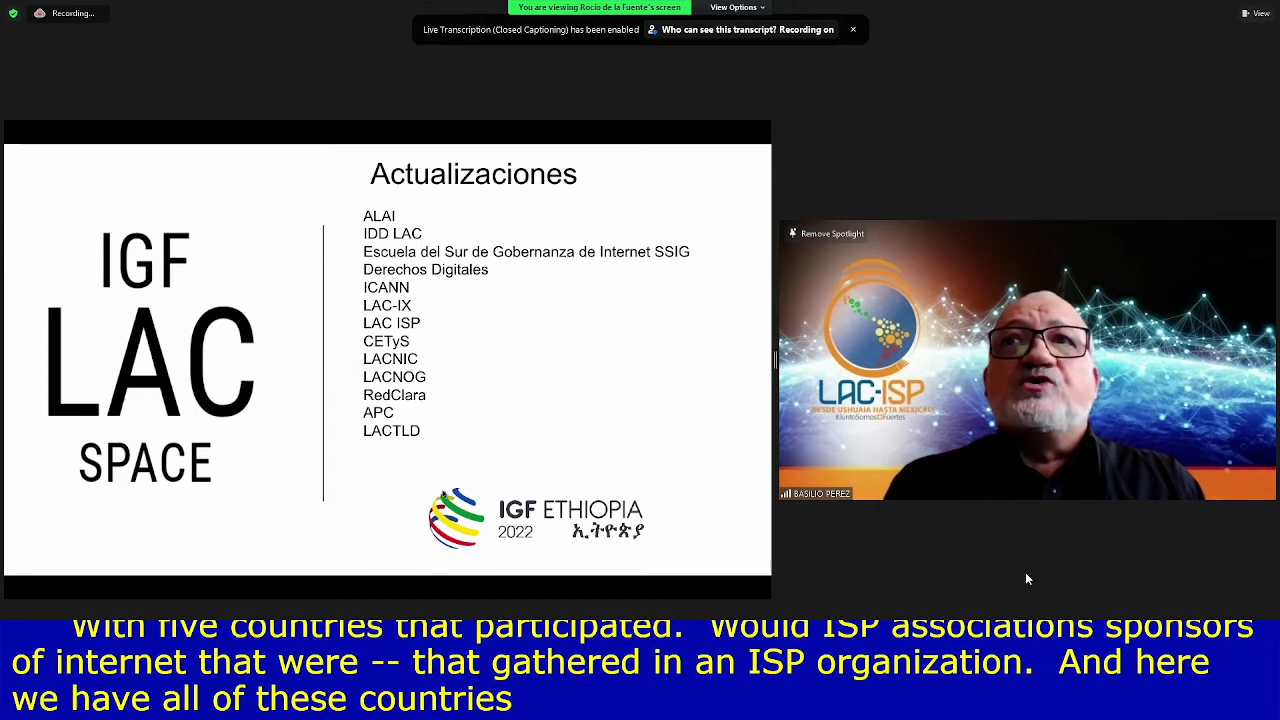 Recording...
You are viewing Rocio de la Fuente's screen
View Options
View
Live Transcription (Closed Captioning) has been enabled
Who can see this transcript? Recording on
Actualizaciones
ALAI
IDD LAC
Escuela del Sur de Gobernanza de Internet SSIG
Derechos Digitales
ICANN
LAC-IX
LAC ISP
CETyS
LACNIC
LACNOG
RedClara
APC
LACTLD
IGF
LAC
SPACE
IGF ETHIOPIA
2022 ኢትዮጵያ
Remove Spotlight
LAC-ISP
DESDE USHUAIA HASTA MEXICALI
#JuntoSomosFuertes
BASILIO PEREZ
With five countries that participated. Would ISP associations sponsors
of internet that were -- that gathered in an ISP organization. And here
we have all of these countries